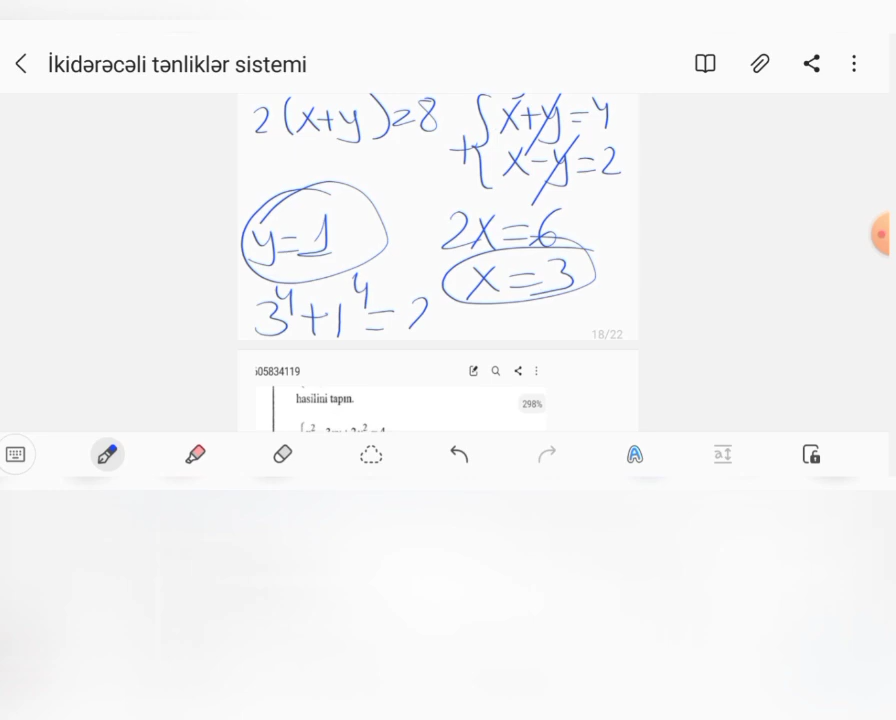 İkidərəcəli tənliklər sistemi
2(x+y)=8
x+y=4
+
x-y=2
y=1
2x=6
x=3
3⁴+1⁴=
18/22
505834119
hasilini tapın.
298%